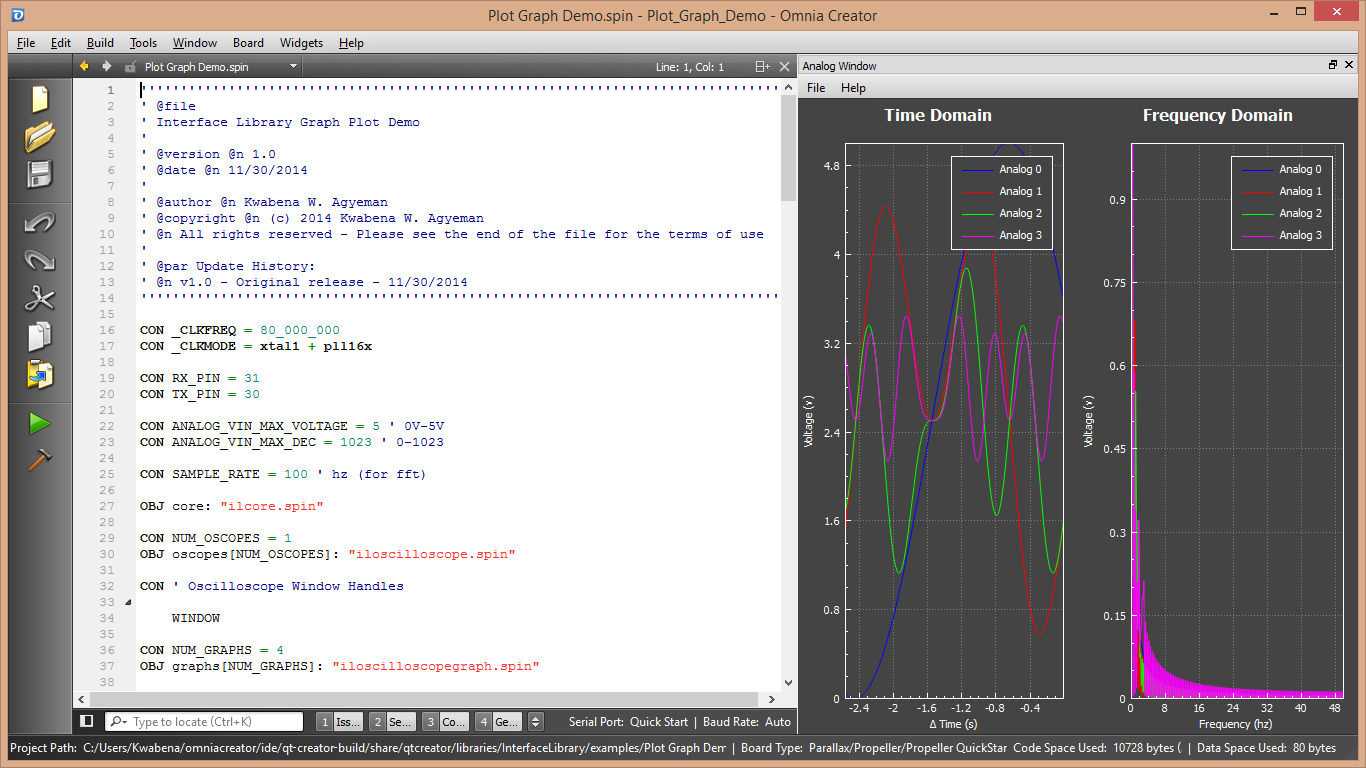 Plot Graph Demo.spin - Plot_Graph_Demo - Omnia Creator
File Edit Build Tools Window Board Widgets Help
Plot Graph Demo.spin Line: 1, Col: 1
1 ''''''''''''''''''''''''''''''''''''''''''''''''''''''''''''''''''''''''''''''''
2 ' @file
3 ' Interface Library Graph Plot Demo
4 '
5 ' @version @n 1.0
6 ' @date @n 11/30/2014
7 '
8 ' @author @n Kwabena W. Agyeman
9 ' @copyright @n (c) 2014 Kwabena W. Agyeman
10 ' @n All rights reserved - Please see the end of the file for the terms of use
11 '
12 ' @par Update History:
13 ' @n v1.0 - Original release - 11/30/2014
14 ''''''''''''''''''''''''''''''''''''''''''''''''''''''''''''''''''''''''''''''''
15
16 CON _CLKFREQ = 80_000_000
17 CON _CLKMODE = xtal1 + pll16x
18
19 CON RX_PIN = 31
20 CON TX_PIN = 30
21
22 CON ANALOG_VIN_MAX_VOLTAGE = 5 ' 0V-5V
23 CON ANALOG_VIN_MAX_DEC = 1023 ' 0-1023
24
25 CON SAMPLE_RATE = 100 ' hz (for fft)
26
27 OBJ core: "ilcore.spin"
28
29 CON NUM_OSCOPES = 1
30 OBJ oscopes[NUM_OSCOPES]: "iloscilloscope.spin"
31
32 CON ' Oscilloscope Window Handles
33
34 WINDOW
35
36 CON NUM_GRAPHS = 4
37 OBJ graphs[NUM_GRAPHS]: "iloscilloscopegraph.spin"
38
Analog Window
File Help
Time Domain
Analog 0
Analog 1
Analog 2
Analog 3
4.8
4
3.2
2.4
1.6
0.8
0
Voltage (v)
-2.4 -2 -1.6 -1.2 -0.8 -0.4
Δ Time (s)
Frequency Domain
Analog 0
Analog 1
Analog 2
Analog 3
0.9
0.75
0.6
0.45
0.3
0.15
0
Voltage (v)
0 8 16 24 32 40 48
Frequency (hz)
Type to locate (Ctrl+K) 1 Iss... 2 Se... 3 Co... 4 Ge... Serial Port: Quick Start | Baud Rate: Auto
Project Path: C:/Users/Kwabena/omniacreator/ide/qt-creator-build/share/qtcreator/libraries/InterfaceLibrary/examples/Plot Graph Dem | Board Type: Parallax/Propeller/Propeller QuickStar Code Space Used: 10728 bytes ( | Data Space Used: 80 bytes